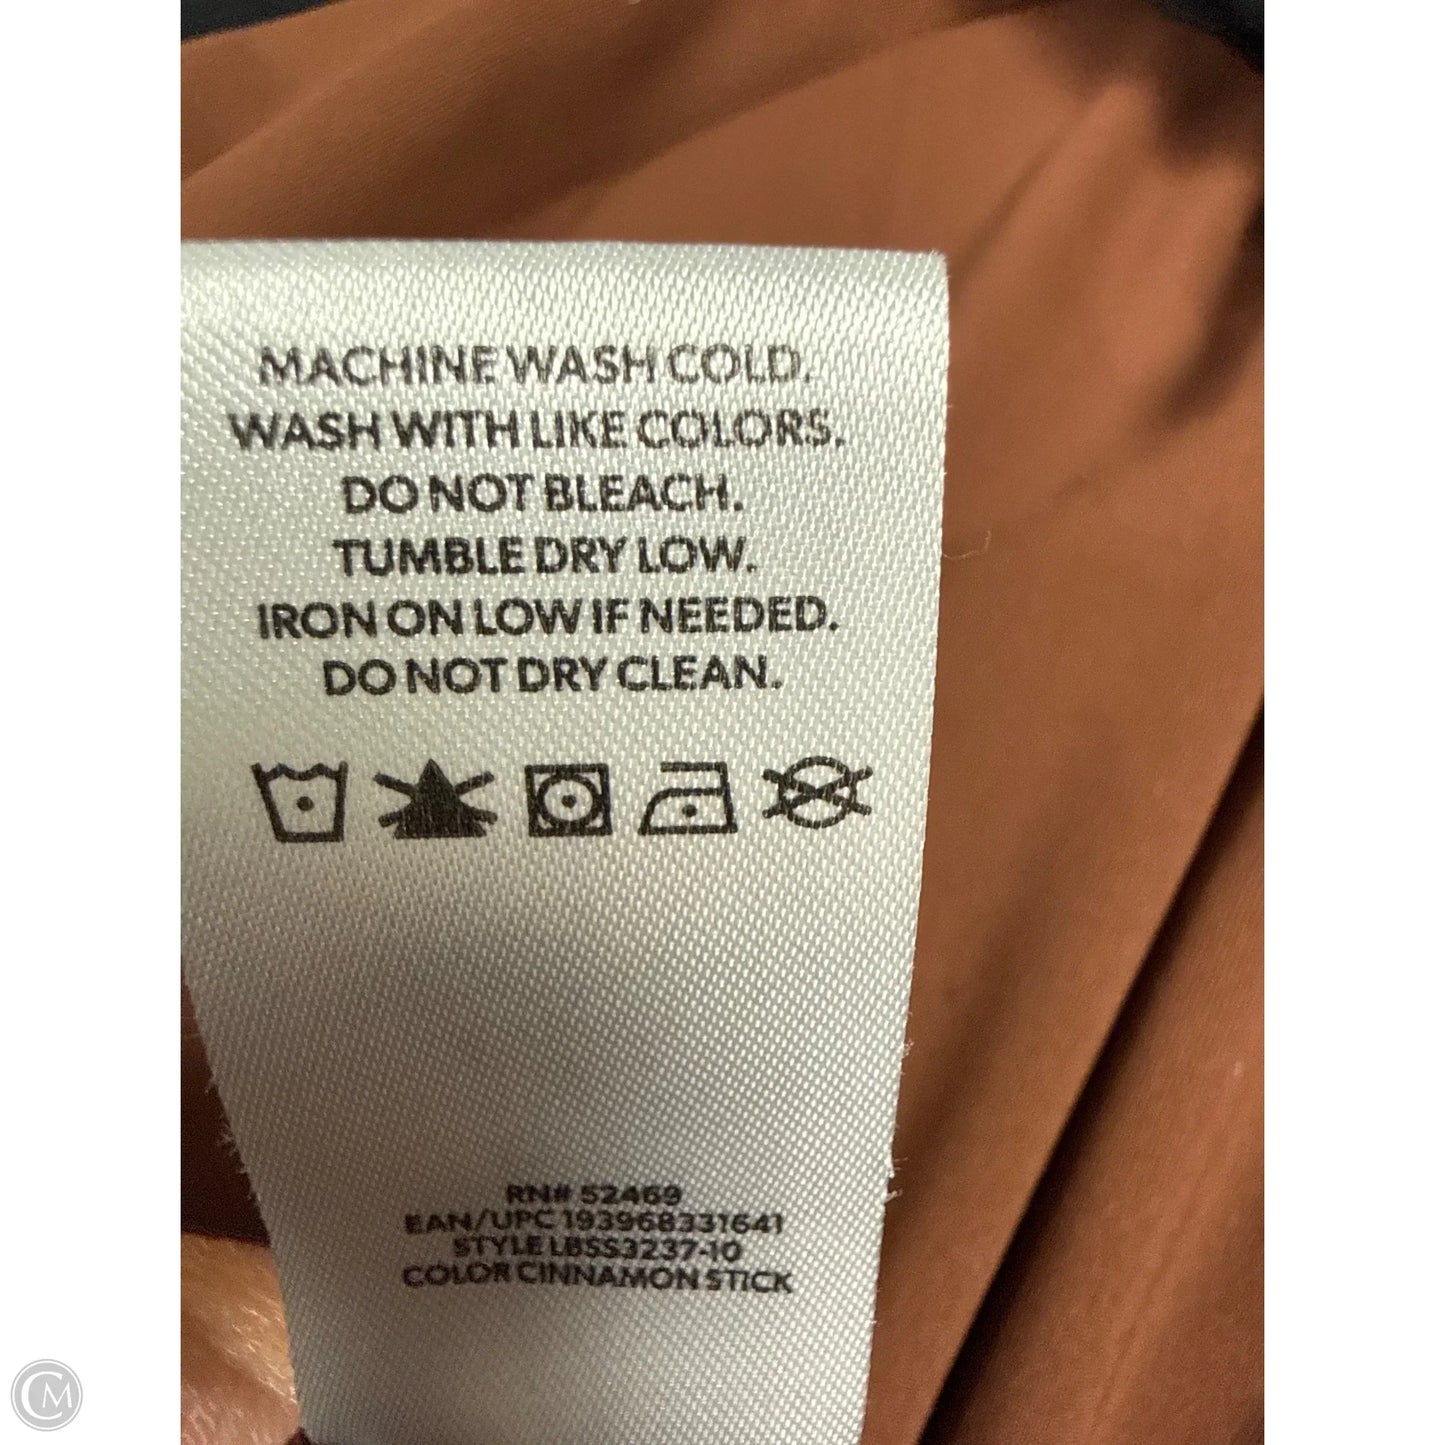 MACHINE WASH COLD.
WASH WITH LIKE COLORS.
DO NOT BLEACH.
TUMBLE DRY LOW.
IRON ON LOW IF NEEDED.
DO NOT DRY CLEAN.
RN# 52469
EAN/UPC 193968331641
STYLE LBSS3237-10
COLOR CINNAMON STICK
CM